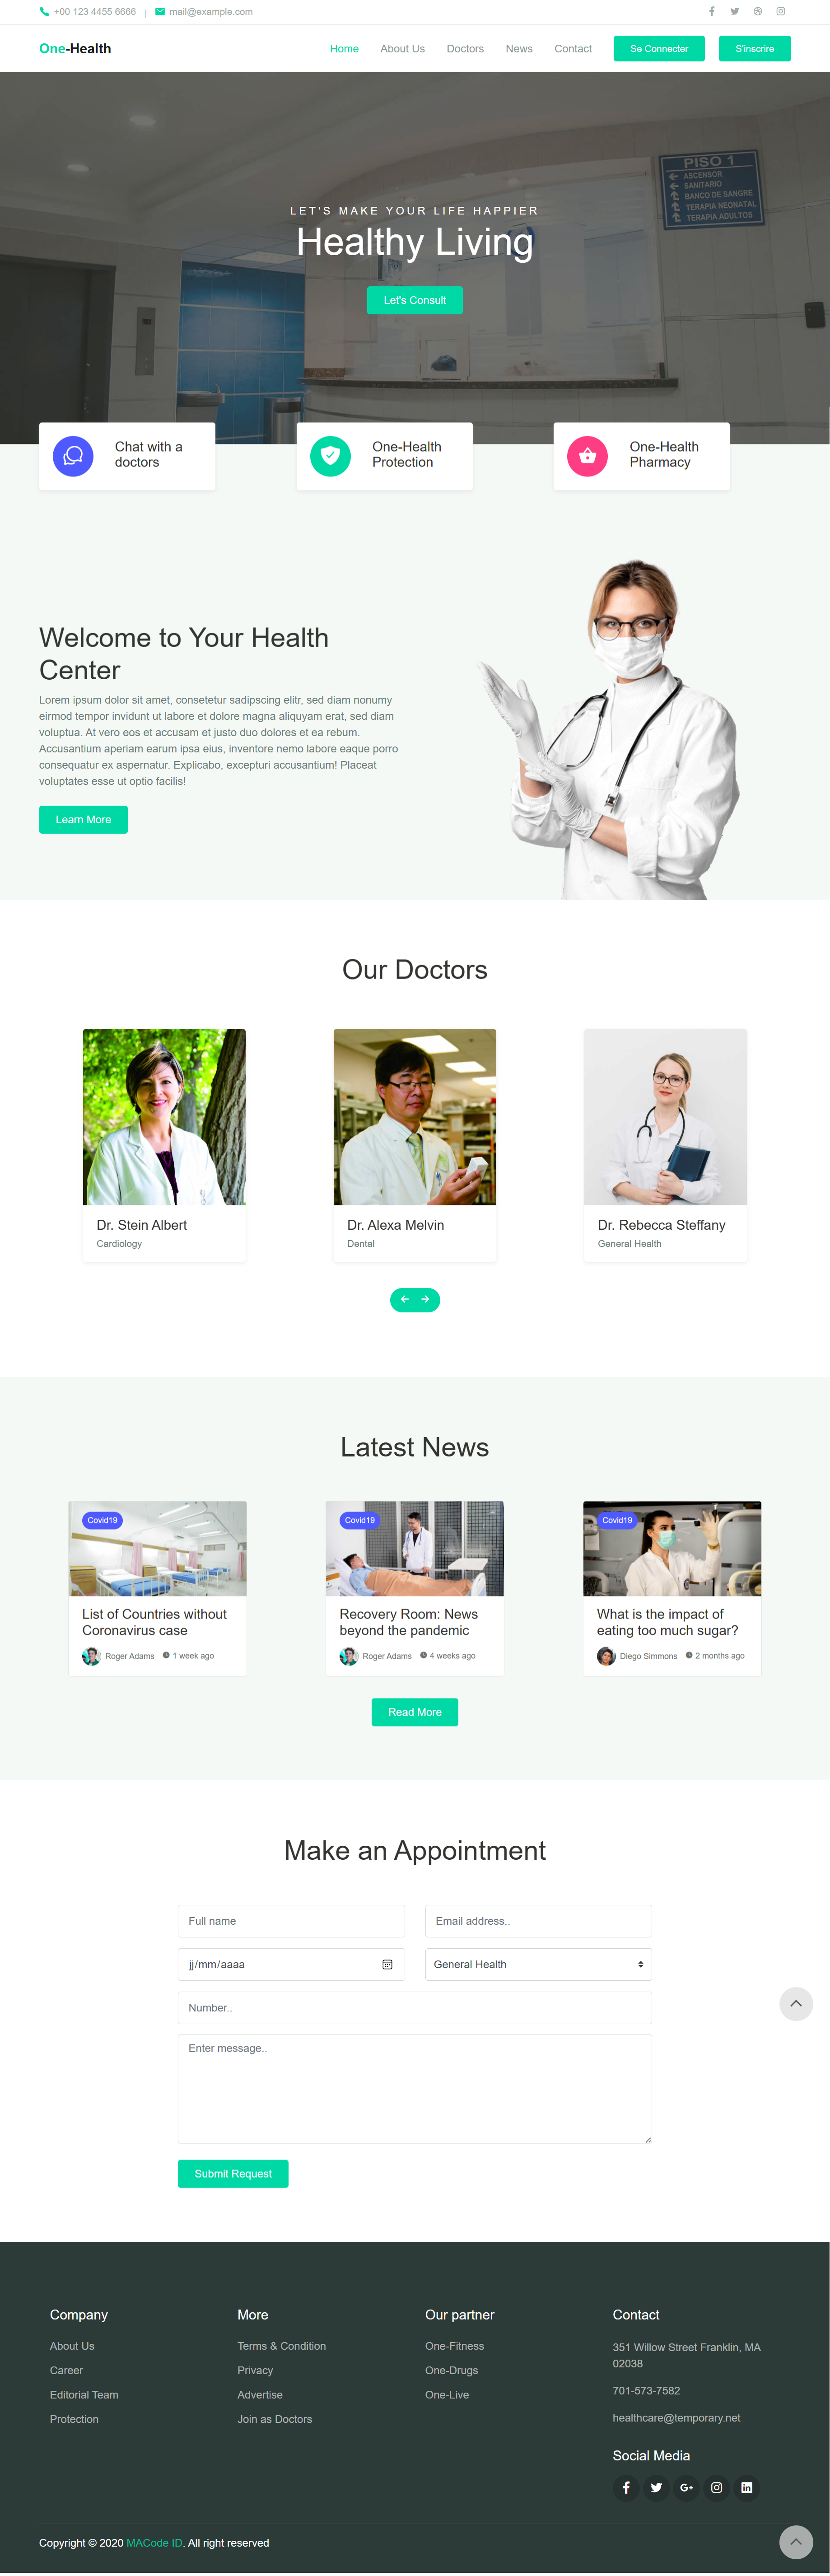 +00 123 4455 6666 | mail@example.com
One-Health
Home About Us Doctors News Contact Se Connecter S'inscrire
PISO 1
ASCENSOR
SANITARIO
BANCO DE SANGRE
TERAPIA NEONATAL
TERAPIA ADULTOS
LET'S MAKE YOUR LIFE HAPPIER
Healthy Living
Let's Consult
Chat with a
doctors
One-Health
Protection
One-Health
Pharmacy
Welcome to Your Health
Center
Lorem ipsum dolor sit amet, consetetur sadipscing elitr, sed diam nonumy
eirmod tempor invidunt ut labore et dolore magna aliquyam erat, sed diam
voluptua. At vero eos et accusam et justo duo dolores et ea rebum.
Accusantium aperiam earum ipsa eius, inventore nemo labore eaque porro
consequatur ex aspernatur. Explicabo, excepturi accusantium! Placeat
voluptates esse ut optio facilis!
Learn More
Our Doctors
Dr. Stein Albert
Cardiology
Dr. Alexa Melvin
Dental
Dr. Rebecca Steffany
General Health
Latest News
Covid19
List of Countries without
Coronavirus case
Roger Adams 1 week ago
Covid19
Recovery Room: News
beyond the pandemic
Roger Adams 4 weeks ago
Covid19
What is the impact of
eating too much sugar?
Diego Simmons 2 months ago
Read More
Make an Appointment
Full name
Email address..
jj/mm/aaaa
General Health
Number..
Enter message..
Submit Request
Company
About Us
Career
Editorial Team
Protection
More
Terms & Condition
Privacy
Advertise
Join as Doctors
Our partner
One-Fitness
One-Drugs
One-Live
Contact
351 Willow Street Franklin, MA
02038
701-573-7582
healthcare@temporary.net
Social Media
Copyright © 2020 MACode ID. All right reserved